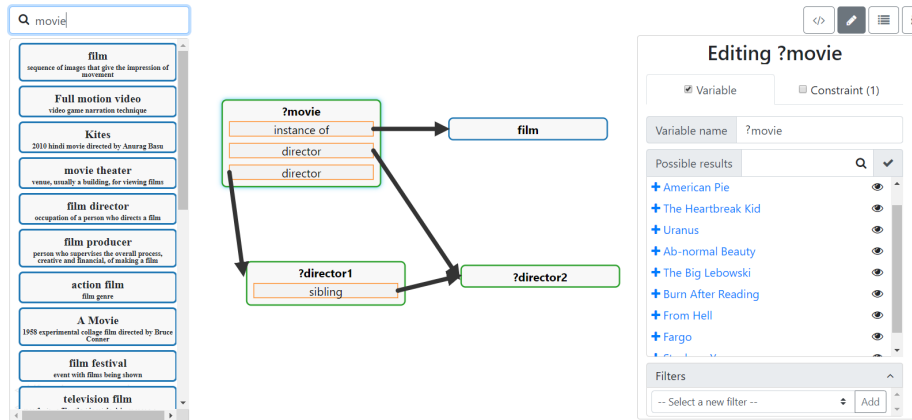 movie
film
sequence of images that give the impression of
movement
Full motion video
video game narration technique
Kites
2010 hindi movie directed by Anurag Basu
movie theater
venue, usually a building, for viewing films
film director
occupation of a person who directs a film
film producer
person who supervises the overall process,
creative and financial, of making a film
action film
film genre
A Movie
1958 experimental collage film directed by Bruce
Conner
film festival
event with films being shown
television film
?movie
instance of
director
director
film
?director1
sibling
?director2
</>
Editing ?movie
Variable
Constraint (1)
Variable name
?movie
Possible results
American Pie
The Heartbreak Kid
Uranus
Ab-normal Beauty
The Big Lebowski
Burn After Reading
From Hell
Fargo
Filters
-- Select a new filter --
Add